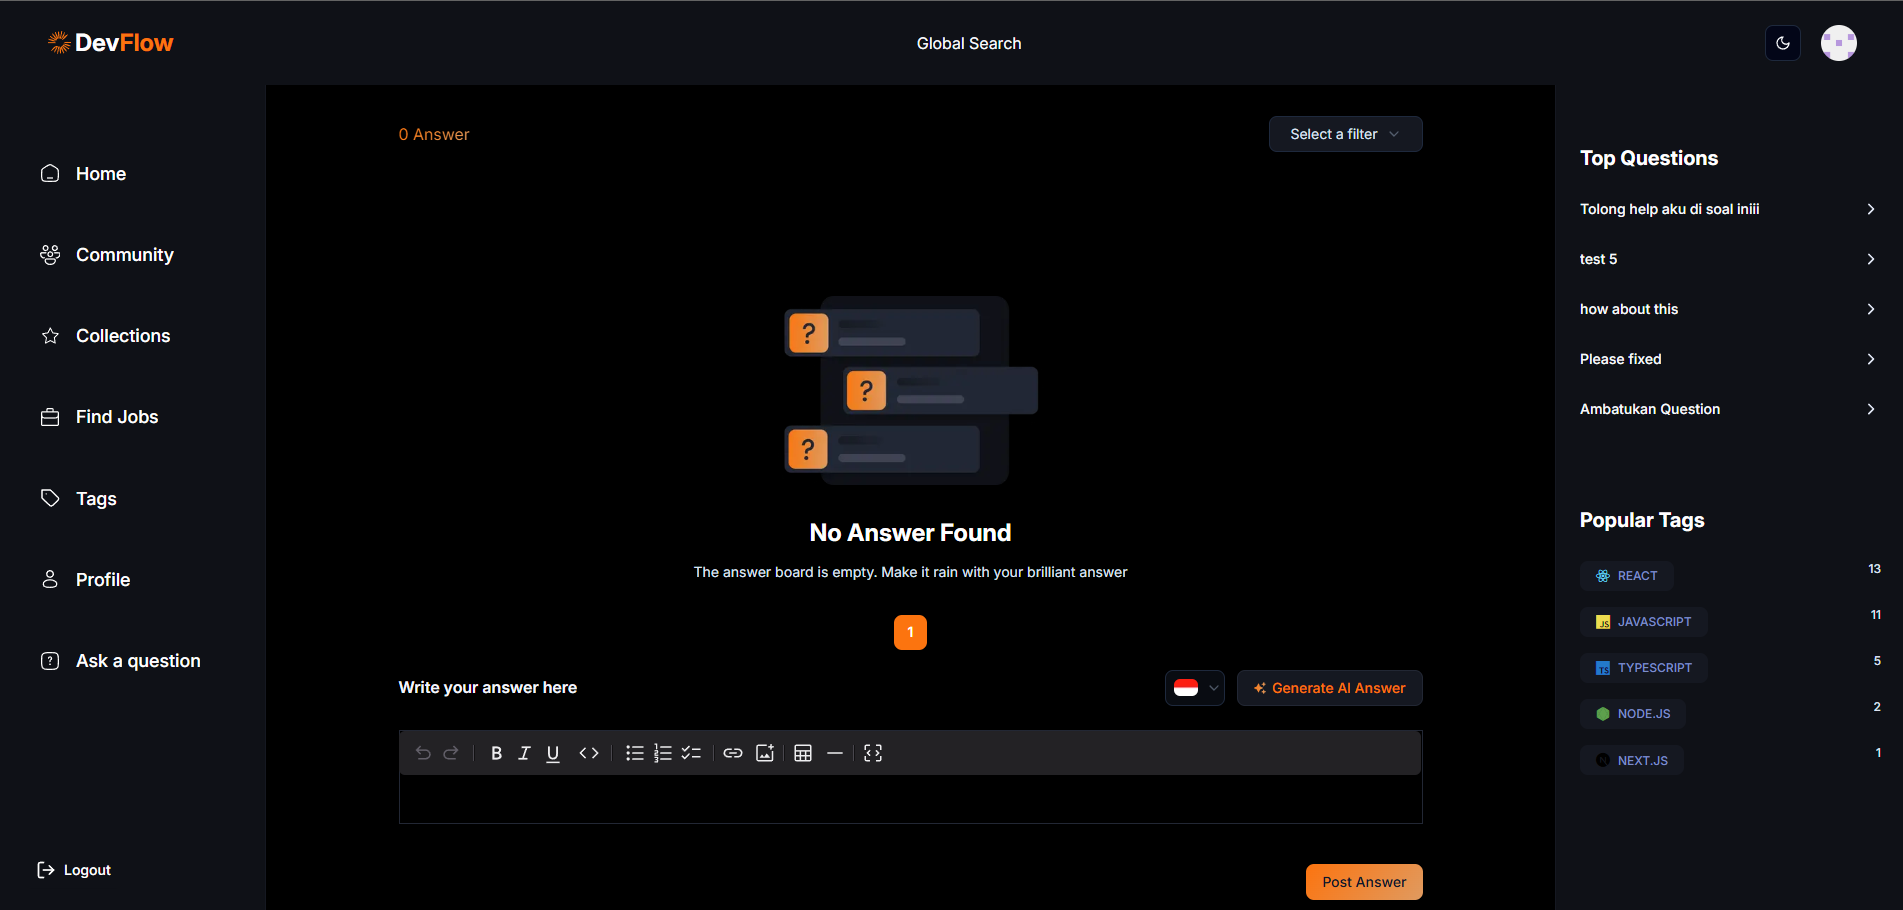 DevFlow
Global Search
Home
Community
Collections
Find Jobs
Tags
Profile
Ask a question
Logout
0 Answer
Select a filter
?
?
?
No Answer Found
The answer board is empty. Make it rain with your brilliant answer
1
Write your answer here
Generate AI Answer
B I U
Post Answer
Top Questions
Tolong help aku di soal iniii
test 5
how about this
Please fixed
Ambatukan Question
Popular Tags
REACT 13
JS JAVASCRIPT 11
TS TYPESCRIPT 5
NODE.JS 2
N NEXT.JS 1